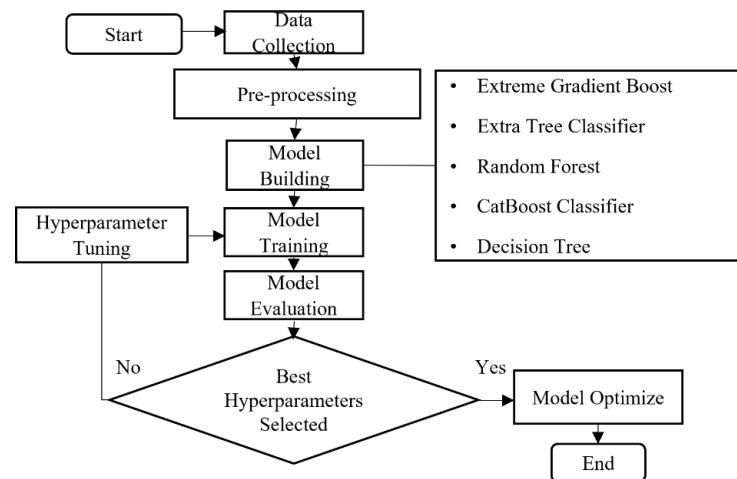 Start
Data
Collection
Pre-processing
Model
Building
• Extreme Gradient Boost
• Extra Tree Classifier
• Random Forest
• CatBoost Classifier
• Decision Tree
Hyperparameter
Tuning
Model
Training
Model
Evaluation
No
Best
Hyperparameters
Selected
Yes
Model Optimize
End